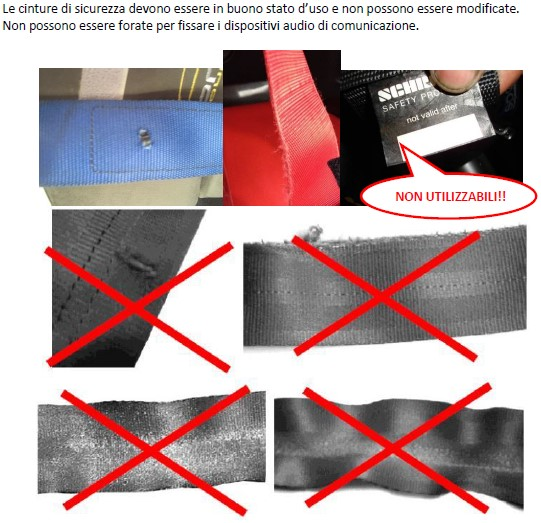 Le cinture di sicurezza devono essere in buono stato d'uso e non possono essere modificate.
Non possono essere forate per fissare i dispositivi audio di comunicazione.
SAFETY PRO
not valid after
NON UTILIZZABILI!!